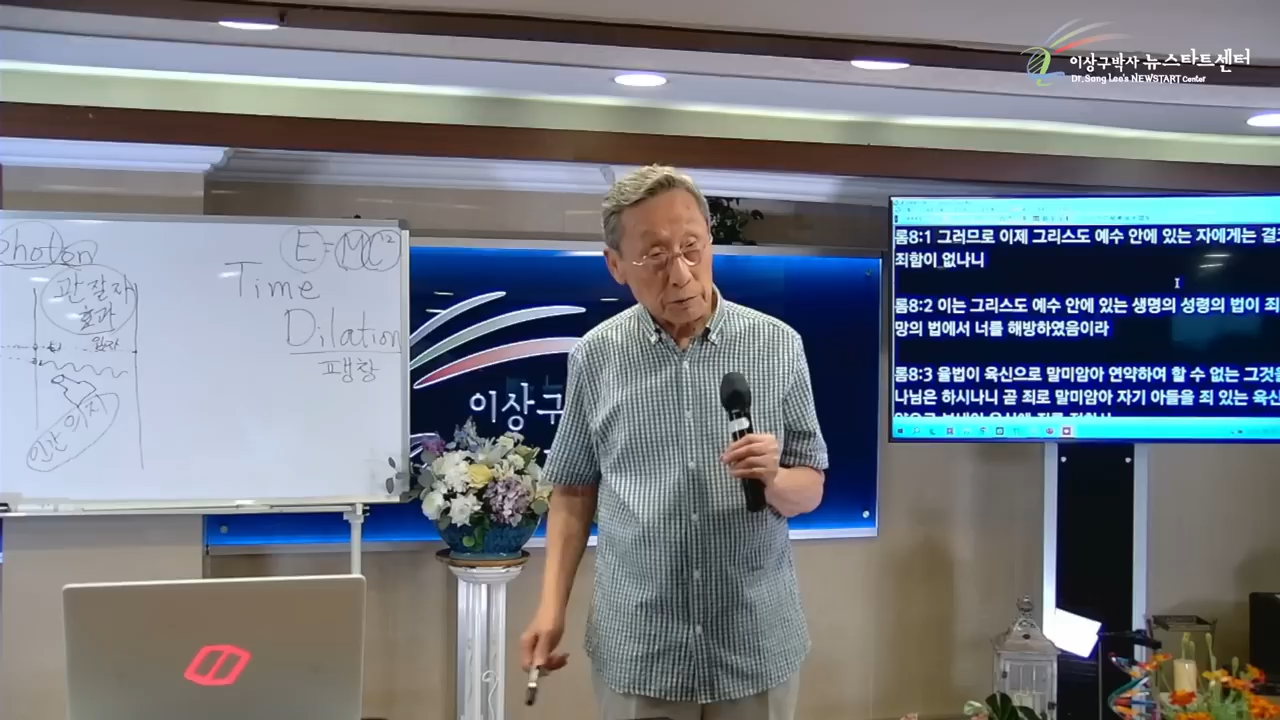 이상구박사 뉴스타트센터
Dr. Sang Lee's NEWSTART Center
photon
관찰자
효과
입자
인간 의지
E=MC²
Time
Dilation
팽창
이상구
롬8:1 그러므로 이제 그리스도 예수 안에 있는 자에게는 결코
죄함이 없나니
롬8:2 이는 그리스도 예수 안에 있는 생명의 성령의 법이 죄
망의 법에서 너를 해방하였음이라
롬8:3 율법이 육신으로 말미암아 연약하여 할 수 없는 그것을
나님은 하시나니 곧 죄로 말미암아 자기 아들을 죄 있는 육신